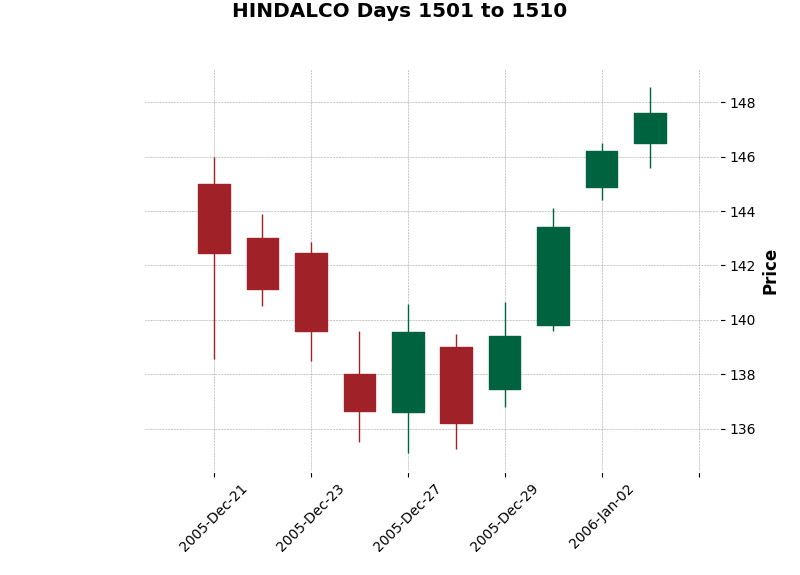 HINDALCO Days 1501 to 1510
148
146
144
142
140
138
136
Price
2005-Dec-21
2005-Dec-23
2005-Dec-27
2005-Dec-29
2006-Jan-02